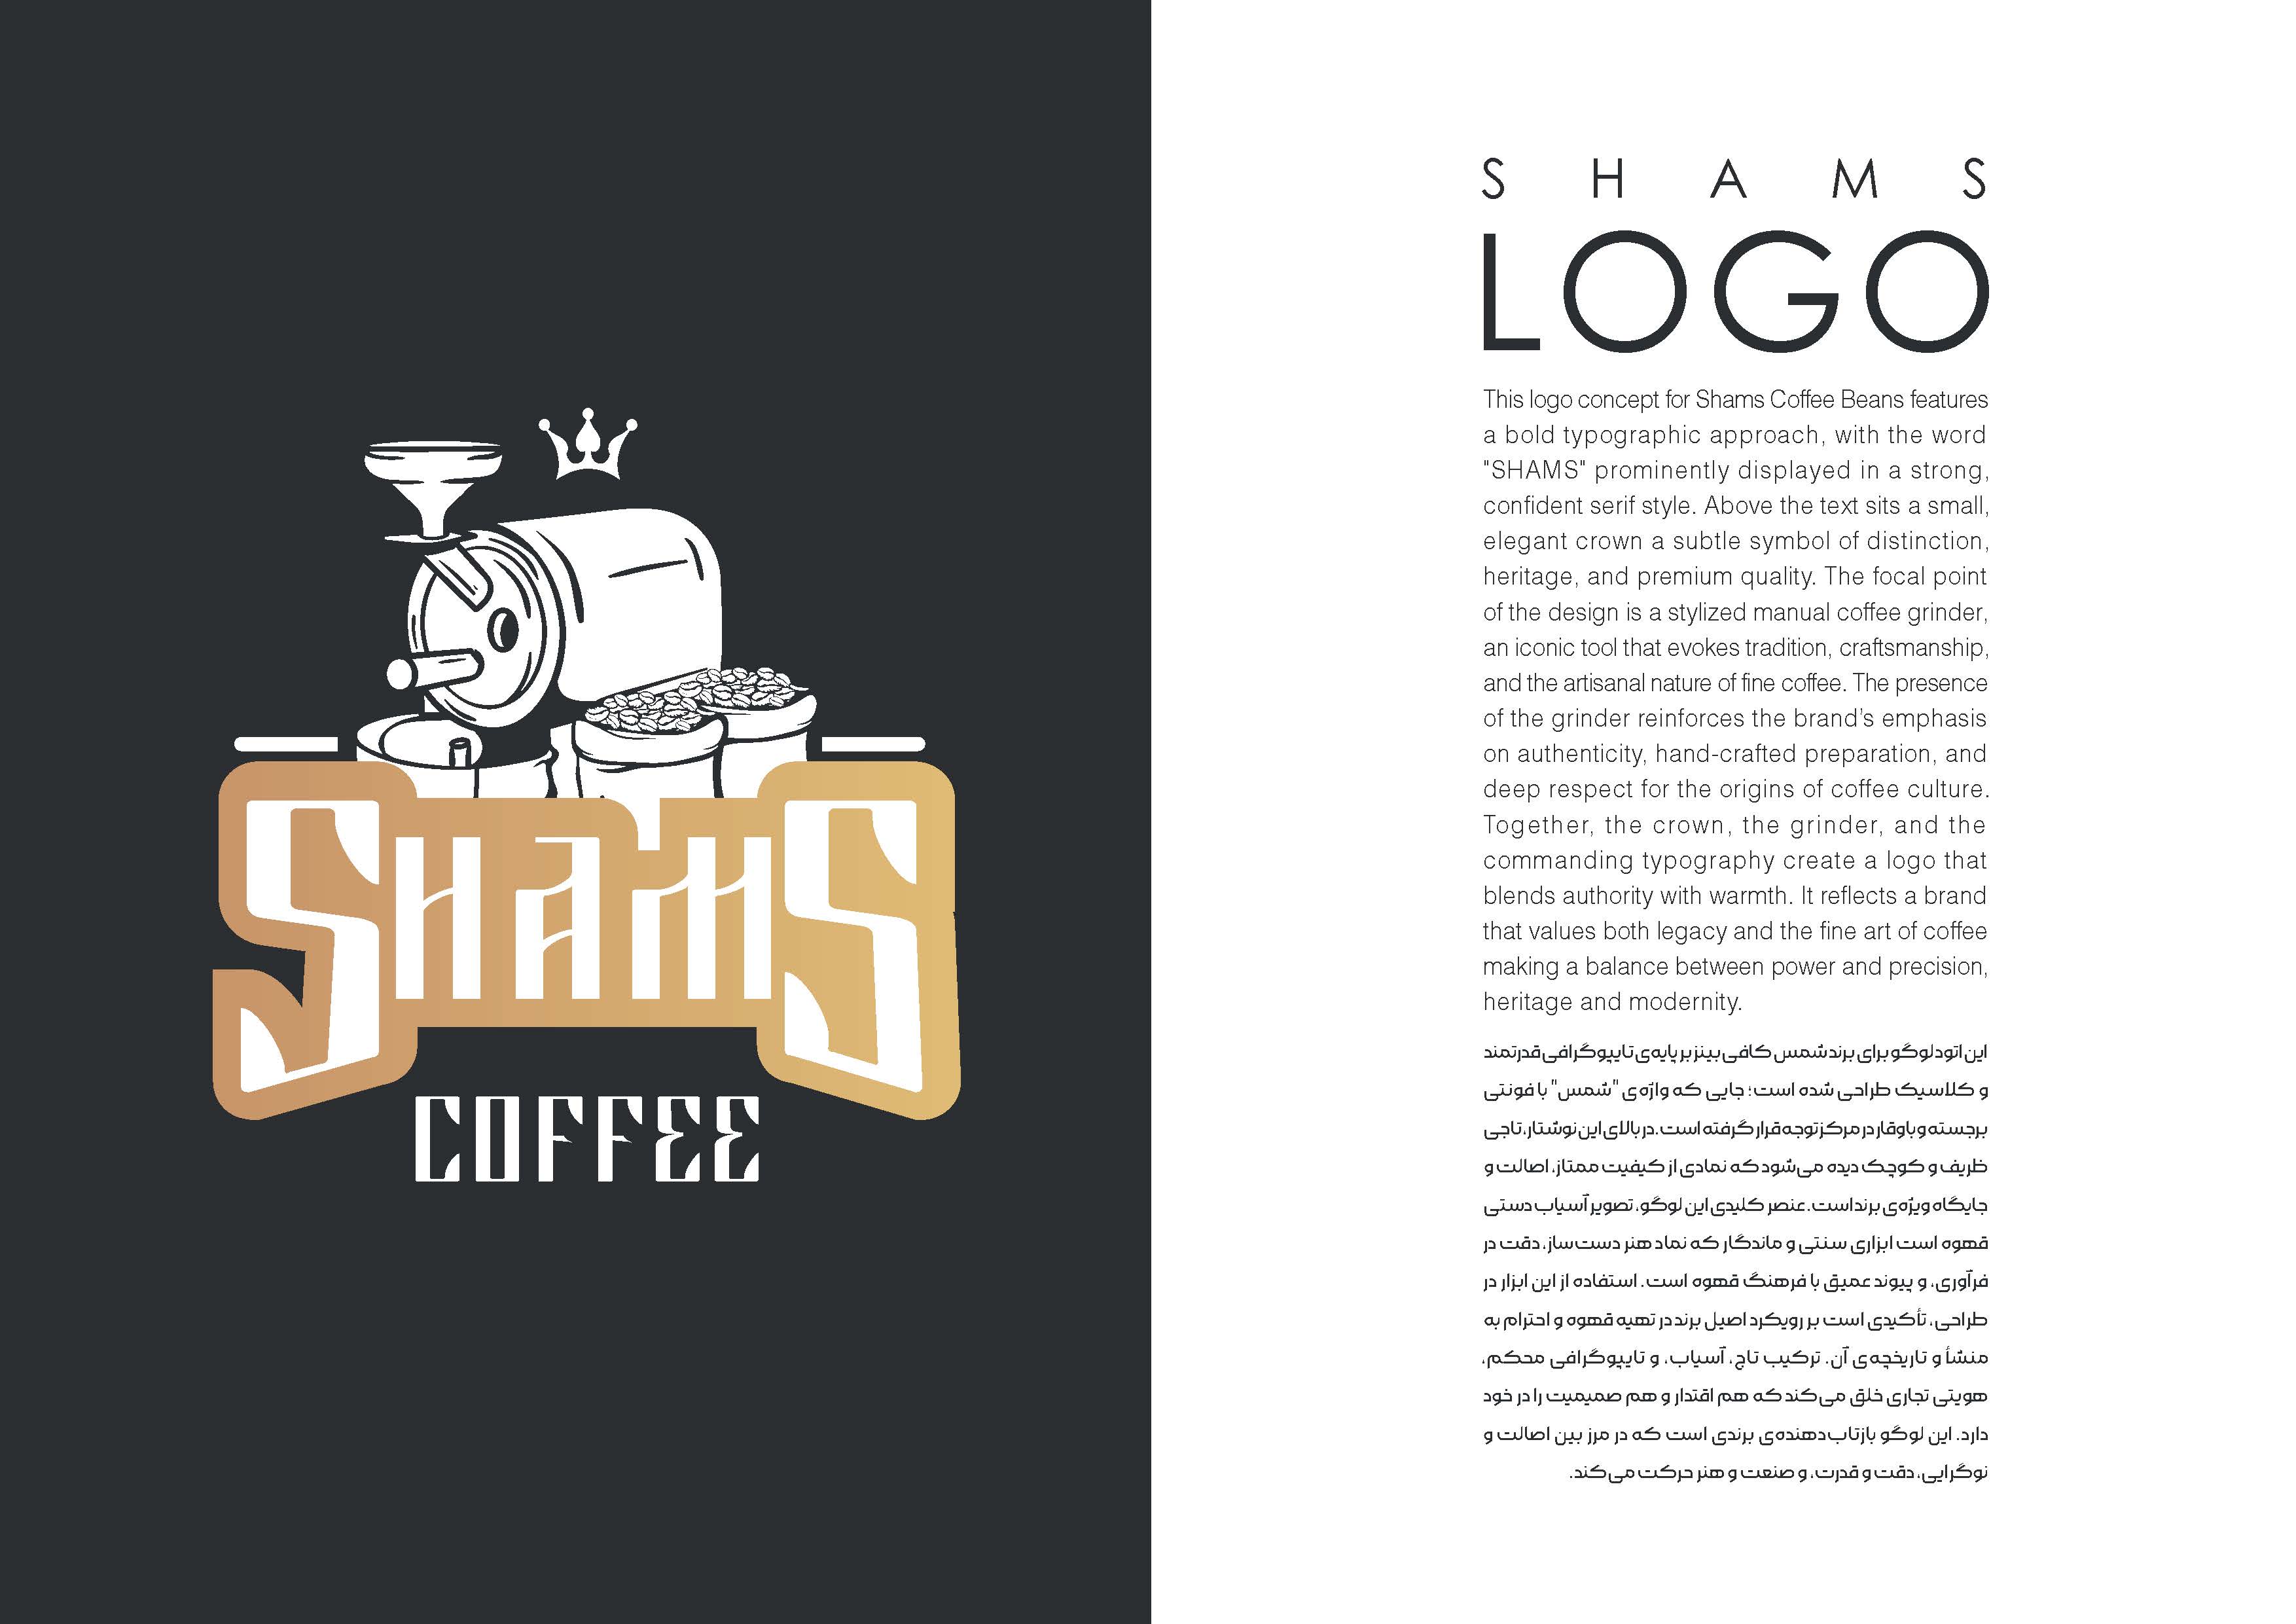 SHAMS
COFFEE
SHAMS
LOGO
This logo concept for Shams Coffee Beans features
a bold typographic approach, with the word
"SHAMS" prominently displayed in a strong,
confident serif style. Above the text sits a small,
elegant crown a subtle symbol of distinction,
heritage, and premium quality. The focal point
of the design is a stylized manual coffee grinder,
an iconic tool that evokes tradition, craftsmanship,
and the artisanal nature of fine coffee. The presence
of the grinder reinforces the brand’s emphasis
on authenticity, hand-crafted preparation, and
deep respect for the origins of coffee culture.
Together, the crown, the grinder, and the
commanding typography create a logo that
blends authority with warmth. It reflects a brand
that values both legacy and the fine art of coffee
making a balance between power and precision,
heritage and modernity.
این اتود لوگو برای برند شمس کافی بینز بر پایه‌ی تایپوگرافی قدرتمند
و کلاسیک طراحی شده است؛ جایی که واژه‌ی "شمس" با فونتی
برجسته و باوقار در مرکز توجه قرار گرفته است. در بالای این نوشتار، تاجی
ظریف و کوچک دیده می‌شود که نمادی از کیفیت ممتاز، اصالت و
جایگاه ویژه‌ی برند است. عنصر کلیدی این لوگو، تصویر آسیاب دستی
قهوه است ابزاری سنتی و ماندگار که نماد هنر دست‌ساز، دقت در
فرآوری، و پیوند عمیق با فرهنگ قهوه است. استفاده از این ابزار در
طراحی، تأکیدی است بر رویکرد اصیل برند در تهیه قهوه و احترام به
منشأ و تاریخچه‌ی آن. ترکیب تاج، آسیاب، و تایپوگرافی محکم،
هویتی تجاری خلق می‌کند که هم اقتدار و هم صمیمیت را در خود
دارد. این لوگو بازتاب‌دهنده‌ی برندی است که در مرز بین اصالت و
نوگرایی، دقت و قدرت، و صنعت و هنر حرکت می‌کند.